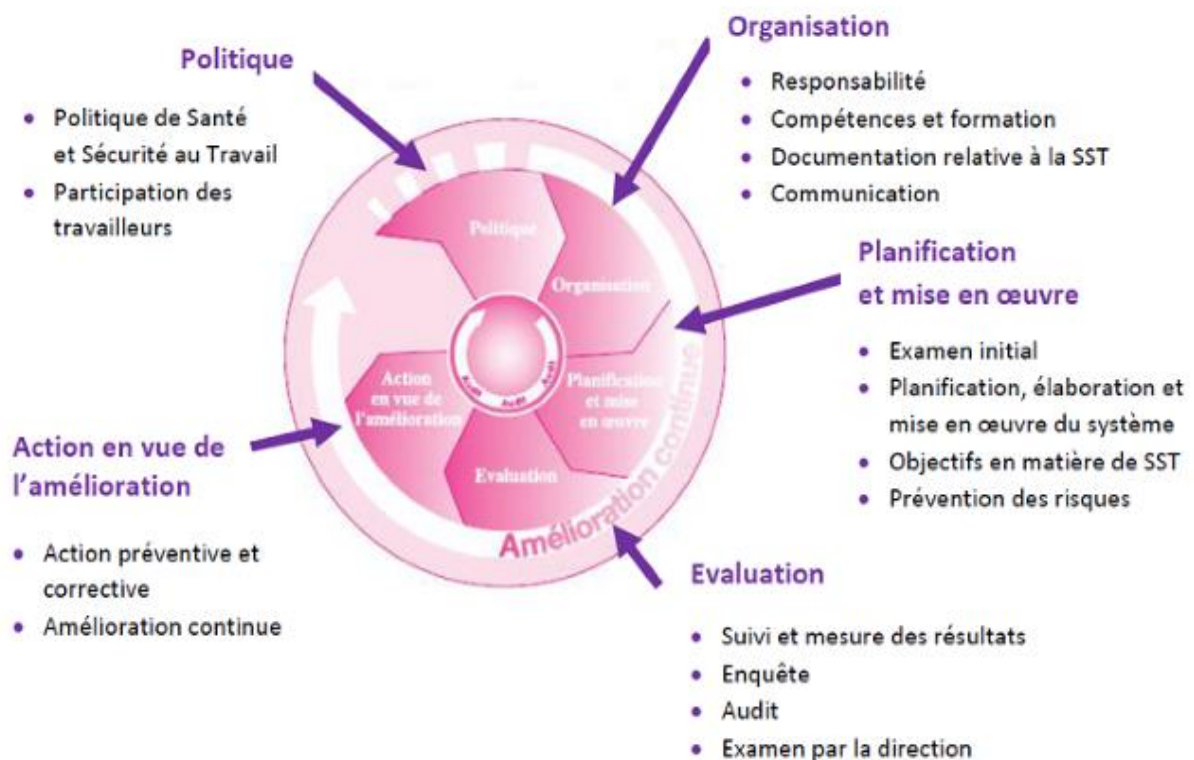 Politique
• Politique de Santé
et Sécurité au Travail
• Participation des
travailleurs
Organisation
• Responsabilité
• Compétences et formation
• Documentation relative à la SST
• Communication
Planification
et mise en œuvre
• Examen initial
• Planification, élaboration et
mise en œuvre du système
• Objectifs en matière de SST
• Prévention des risques
Evaluation
• Suivi et mesure des résultats
• Enquête
• Audit
• Examen par la direction
Action en vue de
l'amélioration
• Action préventive et
corrective
• Amélioration continue
Politique
Organisation
Planification
et mise
en œuvre
Evaluation
Action
en vue de
l'amélioration
Audit
Audit
Audit
Amélioration continue